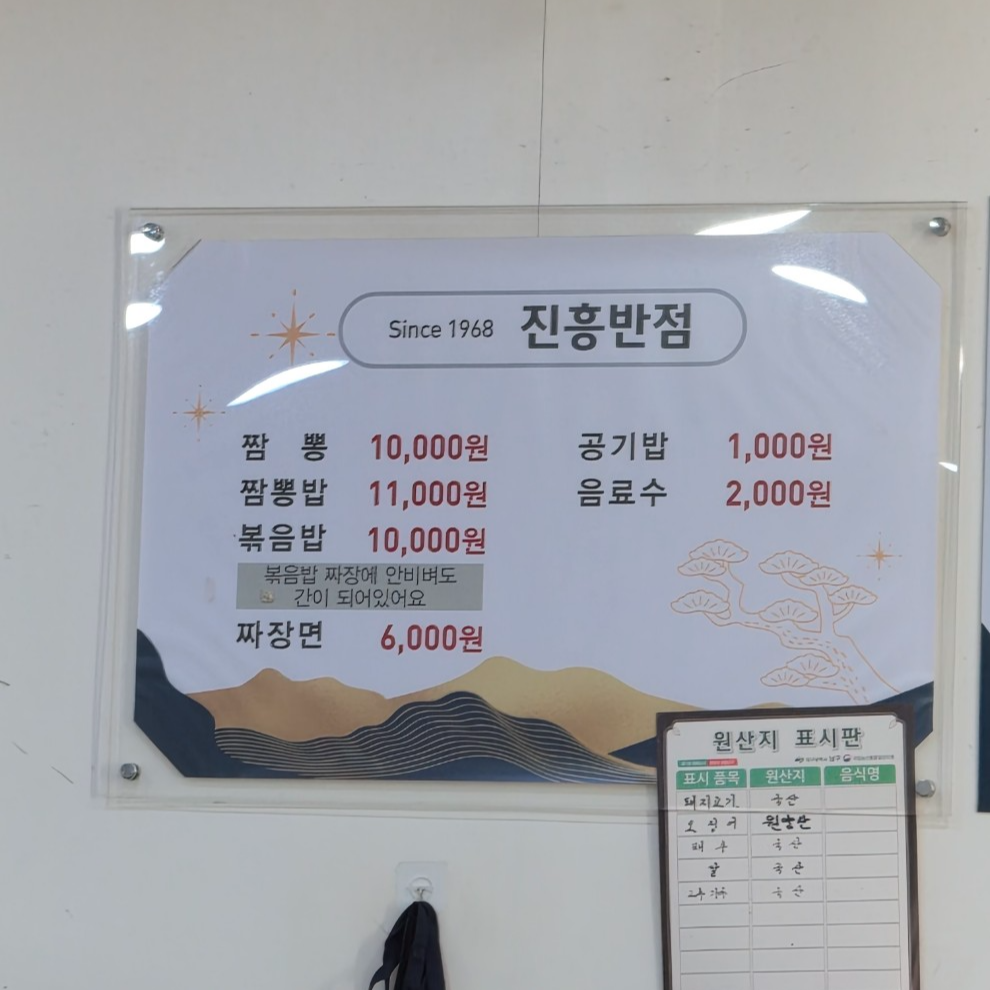 Since 1968 진흥반점
짬 뽕 10,000원
짬뽕밥 11,000원
볶음밥 10,000원
볶음밥 짜장에 안비벼도
간이 되어있어요
짜장면 6,000원
공기밥 1,000원
음료수 2,000원
원산지 표시판
남구
표시 품목 원산지 음식명
돼지고기 국산
오징어 원양산
새우 국산
쌀 국산
고추가루 국산